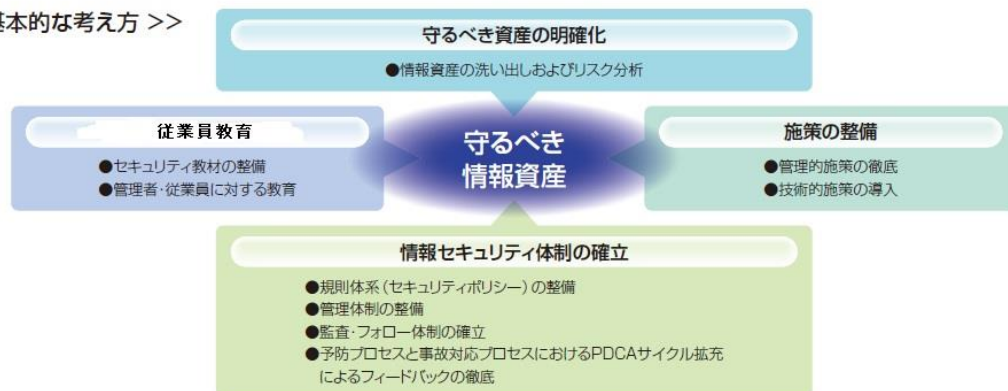 基本的な考え方 >>
守るべき資産の明確化
●情報資産の洗い出しおよびリスク分析
従業員教育
●セキュリティ教材の整備
●管理者・従業員に対する教育
守るべき
情報資産
施策の整備
●管理的施策の徹底
●技術的施策の導入
情報セキュリティ体制の確立
●規則体系（セキュリティポリシー）の整備
●管理体制の整備
●監査・フォロー体制の確立
●予防プロセスと事故対応プロセスにおけるPDCAサイクル拡充
によるフィードバックの徹底